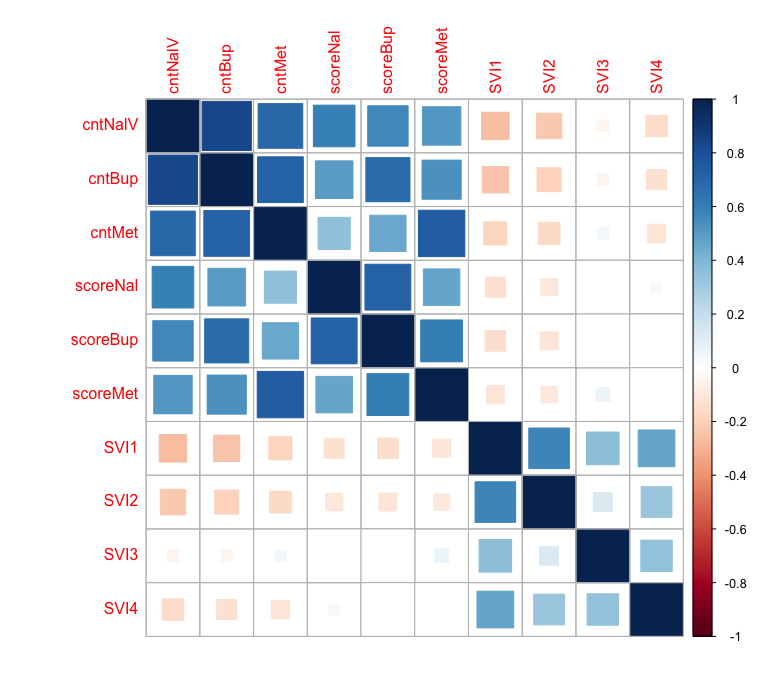 cntNalV cntBup cntMet scoreNal scoreBup scoreMet SVI1 SVI2 SVI3 SVI4
cntNalV
cntBup
cntMet
scoreNal
scoreBup
scoreMet
SVI1
SVI2
SVI3
SVI4
1
0.8
0.6
0.4
0.2
0
-0.2
-0.4
-0.6
-0.8
-1